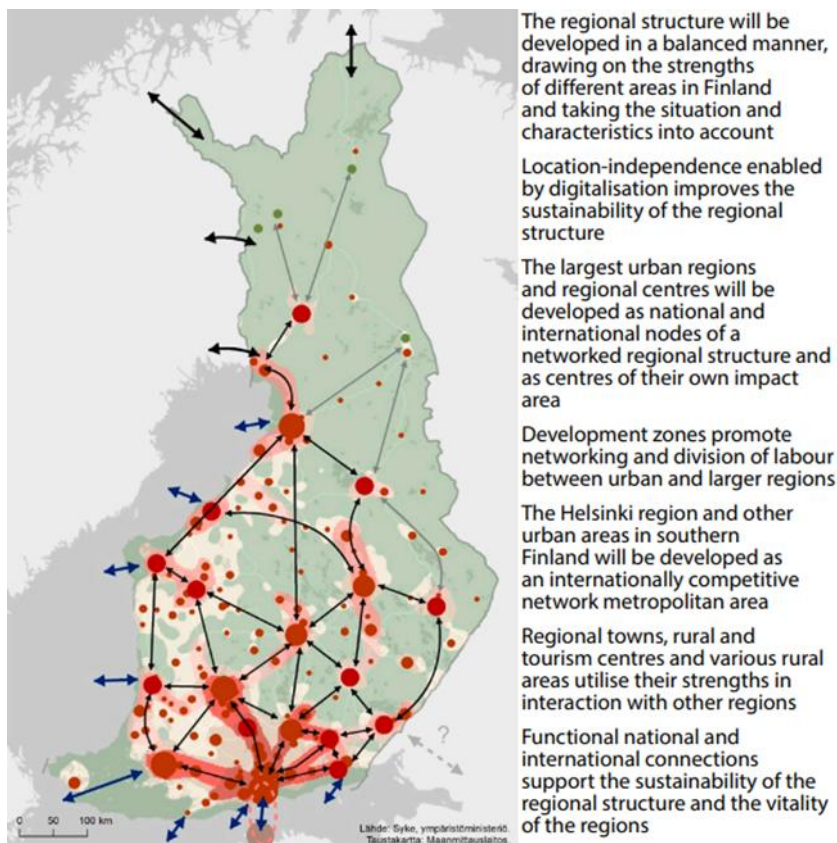 The regional structure will be
developed in a balanced manner,
drawing on the strengths
of different areas in Finland
and taking the situation and
characteristics into account
Location-independence enabled
by digitalisation improves the
sustainability of the regional
structure
The largest urban regions
and regional centres will be
developed as national and
international nodes of a
networked regional structure and
as centres of their own impact
area
Development zones promote
networking and division of labour
between urban and larger regions
The Helsinki region and other
urban areas in southern
Finland will be developed as
an internationally competitive
network metropolitan area
Regional towns, rural and
tourism centres and various rural
areas utilise their strengths in
interaction with other regions
Functional national and
international connections
support the sustainability of the
regional structure and the vitality
of the regions
?
0 50 100 km
Lähde: Syke, ympäristöministeriö.
Taustakartta: Maanmittauslaitos.